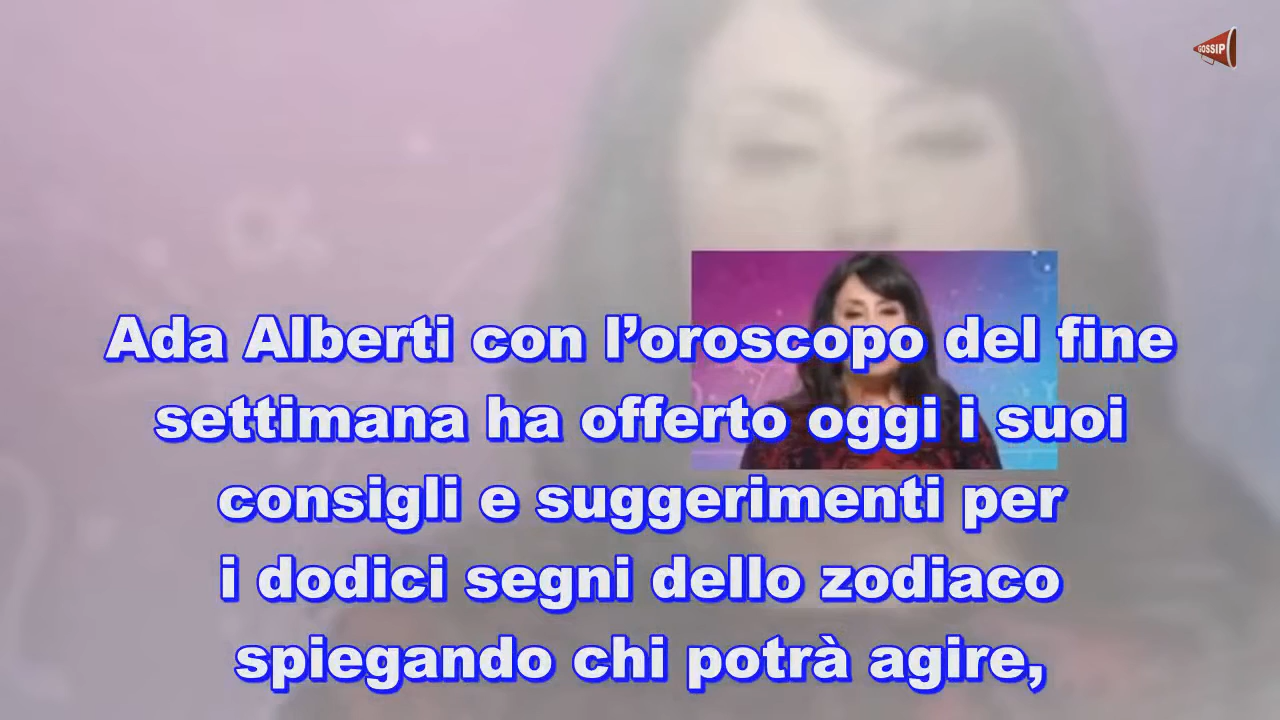 GOSSIP
Ada Alberti con l’oroscopo del fine
settimana ha offerto oggi i suoi
consigli e suggerimenti per
i dodici segni dello zodiaco
spiegando chi potrà agire,